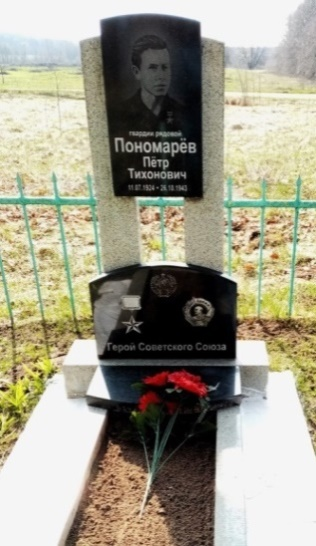 гвардии рядовой
Пономарёв
Пётр
Тихонович
11.07.1924 • 26.10.1943
Герой Советского Союза